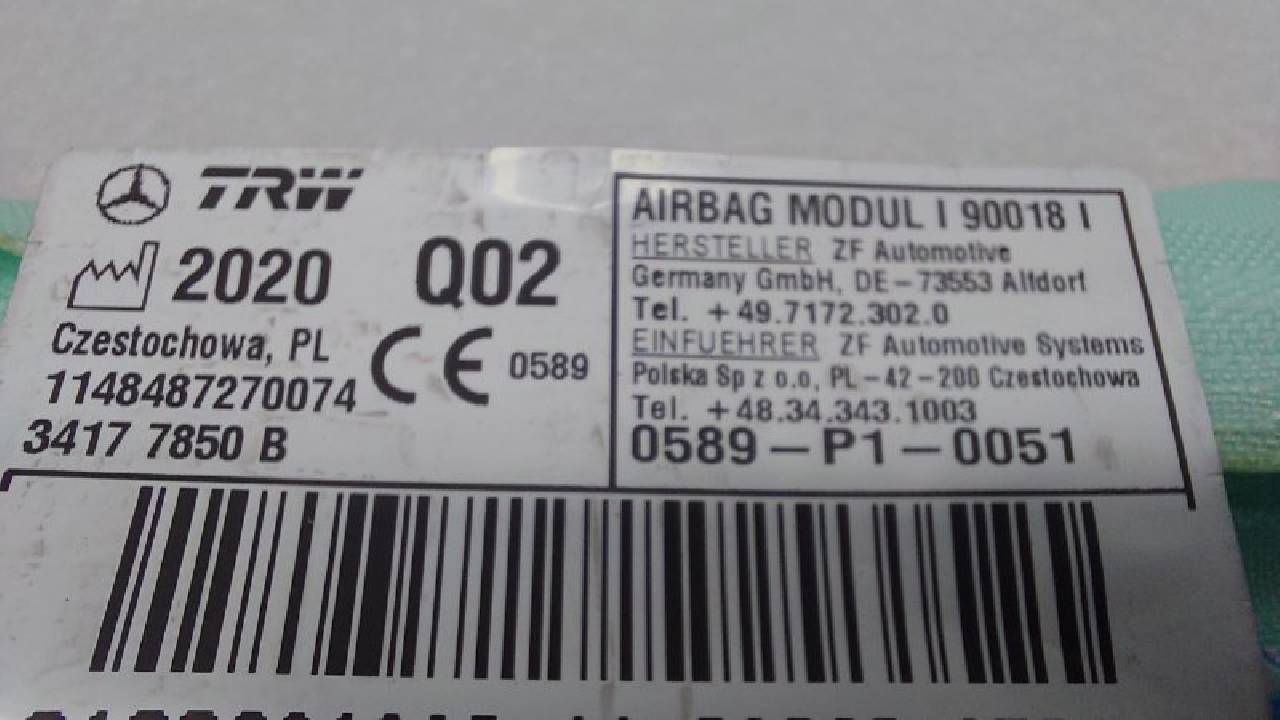 TRW
2020 Q02
Czestochowa, PL
1148487270074
34177 7850 B
CE 0589
AIRBAG MODUL I 90018 I
HERSTELLER ZF Automotive
Germany GmbH, DE-73553 Alfdorf
Tel. +49.7172.302.0
EINFUEHRER ZF Automotive Systems
Polska Sp z o.o, PL-42-200 Czestochowa
Tel. +48.34.343.1003
0589-P1-0051